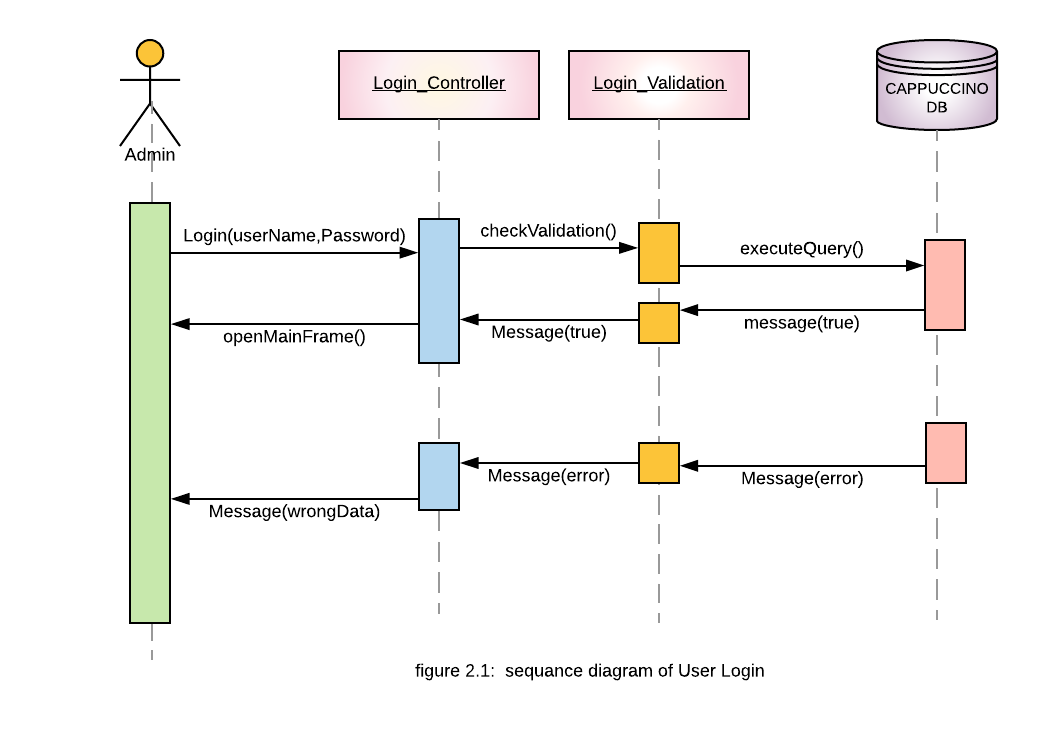 Login_Controller
Login_Validation
CAPPUCCINO
DB
Admin
Login(userName,Password)
checkValidation()
executeQuery()
openMainFrame()
Message(true)
message(true)
Message(error)
Message(error)
Message(wrongData)
figure 2.1:  sequance diagram of User Login